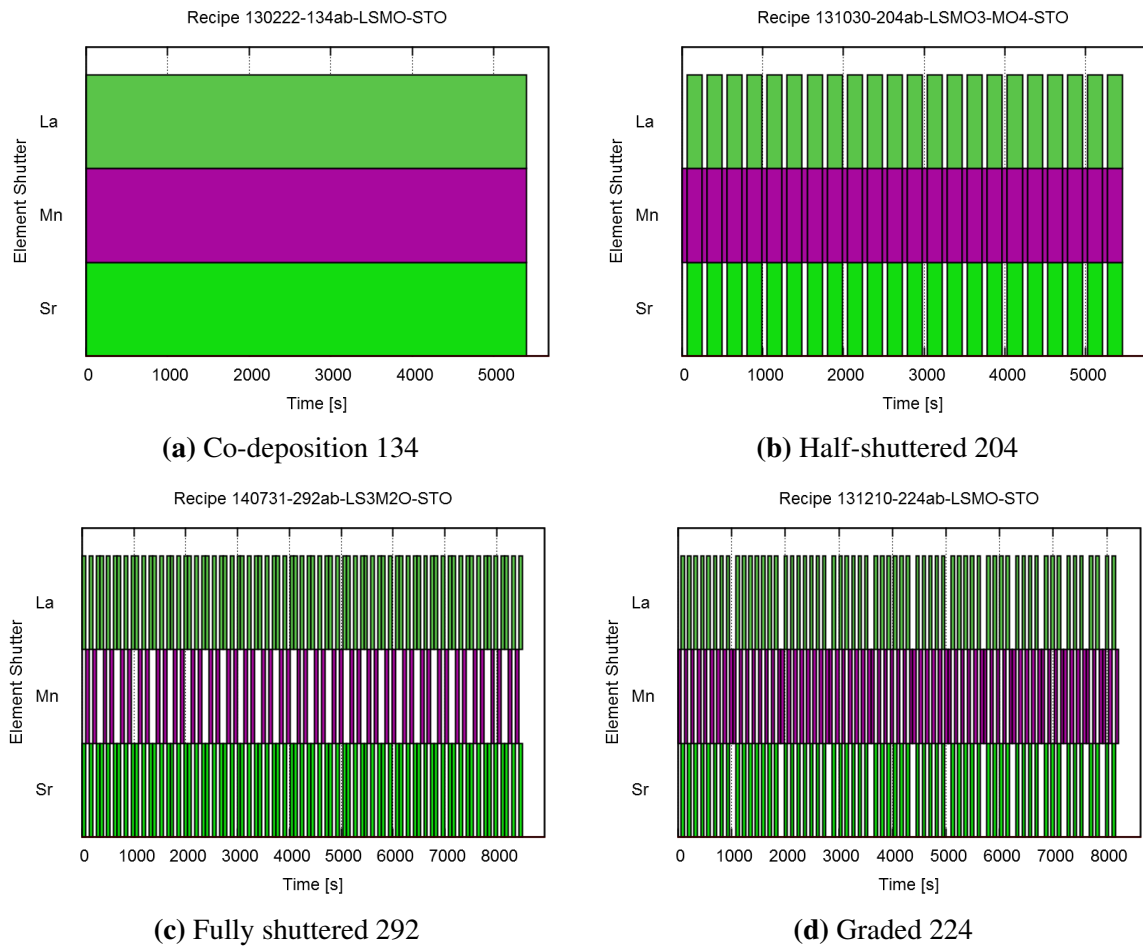 Recipe 130222-134ab-LSMO-STO
Element Shutter
La
Mn
Sr
0 1000 2000 3000 4000 5000
Time [s]
(a) Co-deposition 134
Recipe 131030-204ab-LSMO3-MO4-STO
Element Shutter
La
Mn
Sr
0 1000 2000 3000 4000 5000
Time [s]
(b) Half-shuttered 204
Recipe 140731-292ab-LS3M2O-STO
Element Shutter
La
Mn
Sr
0 1000 2000 3000 4000 5000 6000 7000 8000
Time [s]
(c) Fully shuttered 292
Recipe 131210-224ab-LSMO-STO
Element Shutter
La
Mn
Sr
0 1000 2000 3000 4000 5000 6000 7000 8000
Time [s]
(d) Graded 224